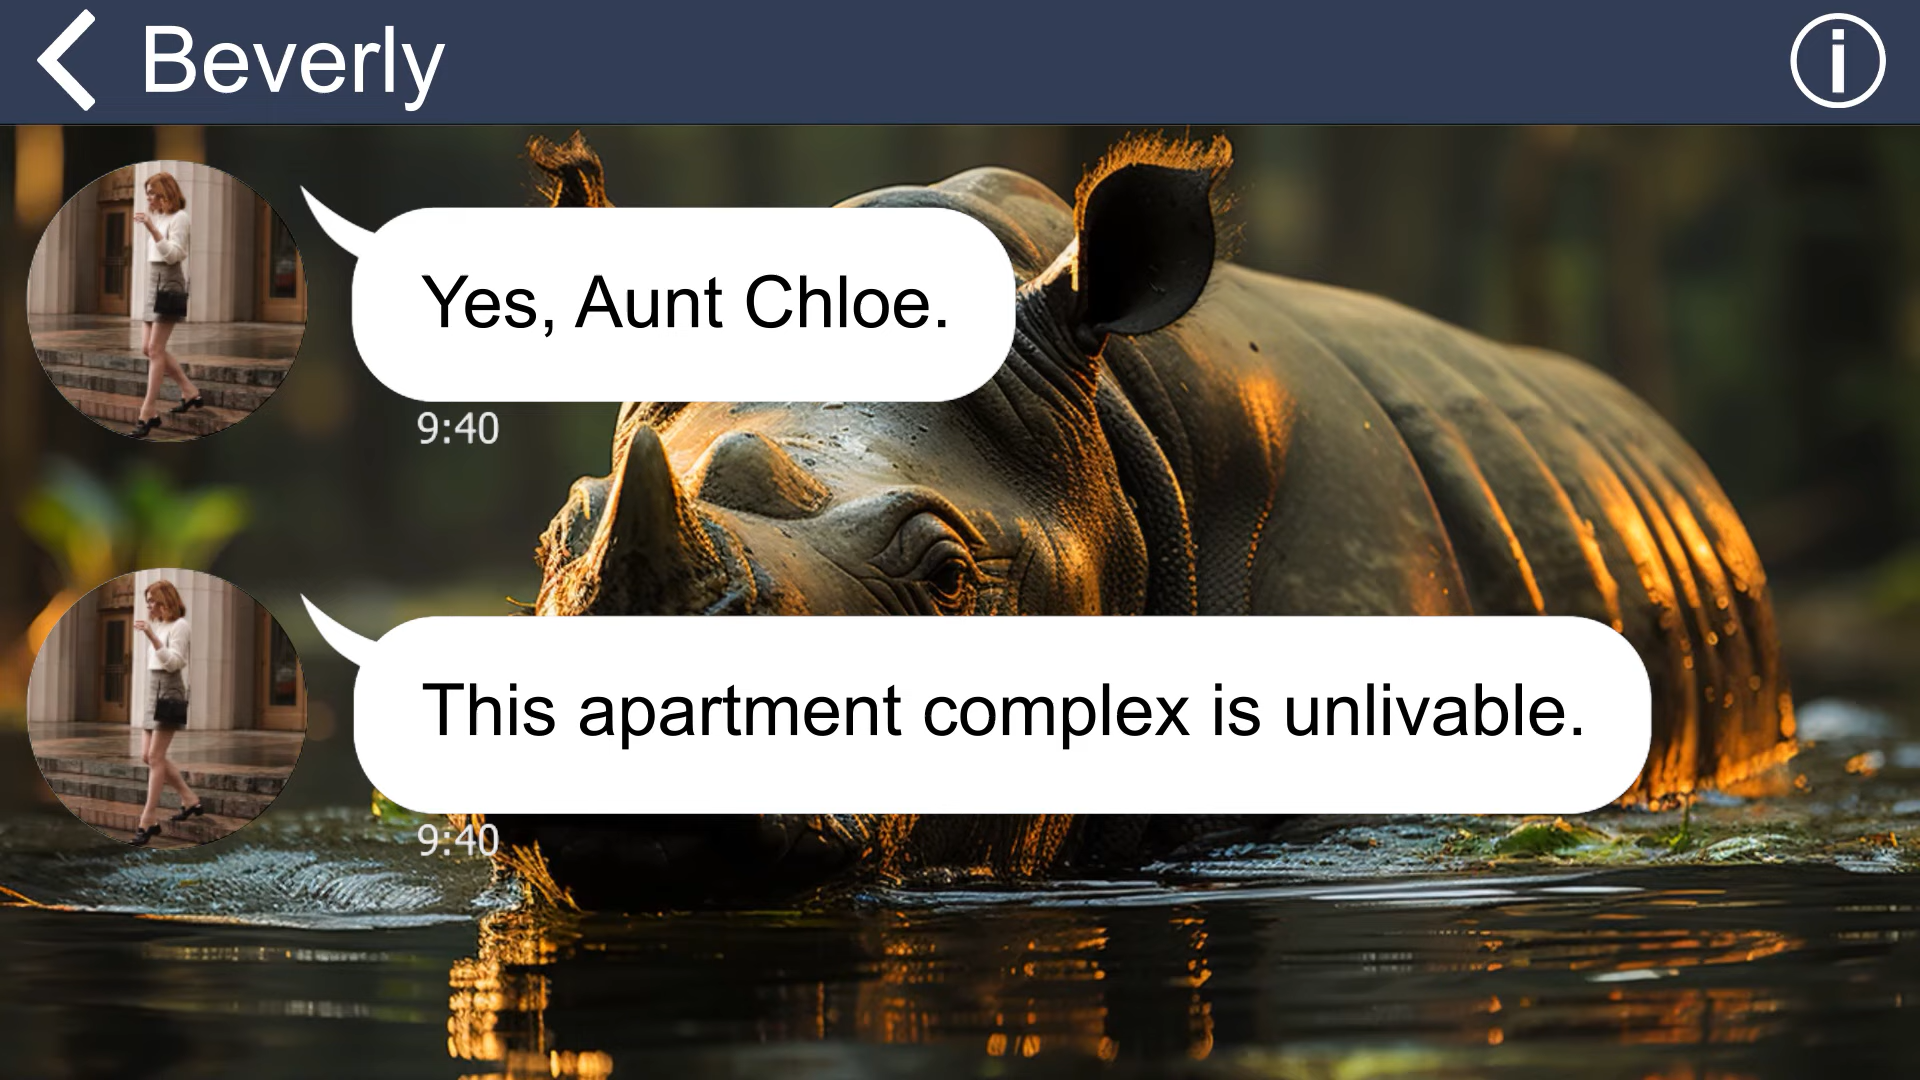 Beverly
Yes, Aunt Chloe.
9:40
This apartment complex is unlivable.
9:40